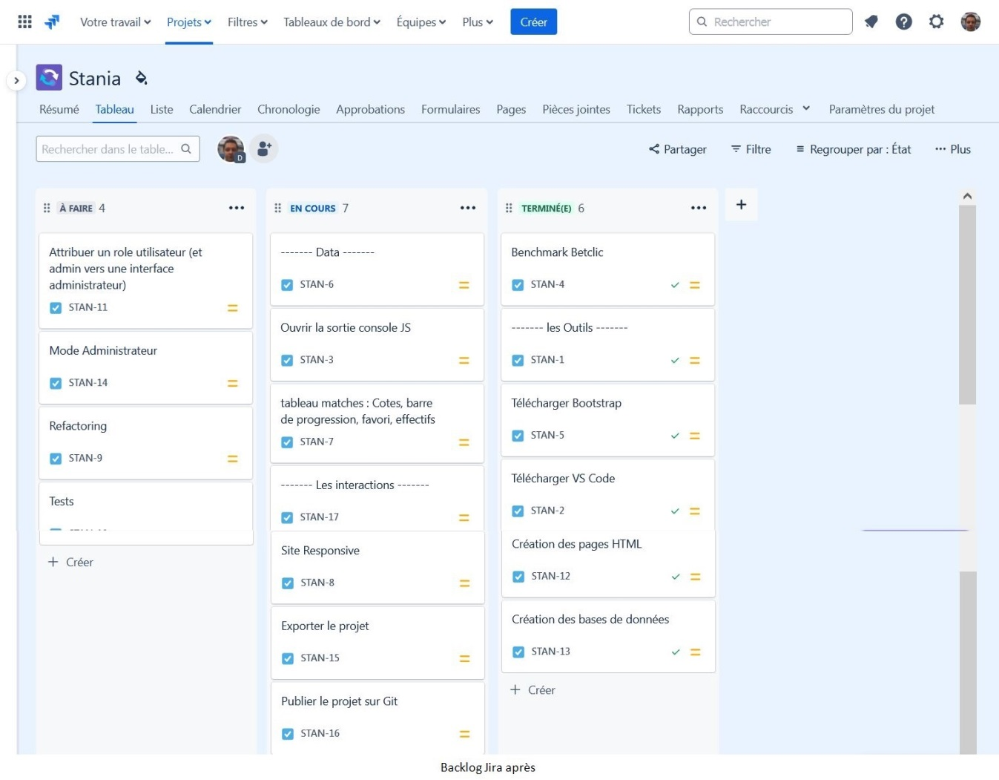 Votre travail Projets Filtres Tableaux de bord Équipes Plus Créer Rechercher
Stania
Résumé Tableau Liste Calendrier Chronologie Approbations Formulaires Pages Pièces jointes Tickets Rapports Raccourcis Paramètres du projet
Rechercher dans le table... D Partager Filtre Regrouper par : État Plus
À FAIRE 4
Attribuer un role utilisateur (et
admin vers une interface
administrateur)
STAN-11
Mode Administrateur
STAN-14
Refactoring
STAN-9
Tests
+ Créer
EN COURS 7
------- Data -------
STAN-6
Ouvrir la sortie console JS
STAN-3
tableau matches : Cotes, barre
de progression, favori, effectifs
STAN-7
------- Les interactions -------
STAN-17
Site Responsive
STAN-8
Exporter le projet
STAN-15
Publier le projet sur Git
STAN-16
TERMINÉ(E) 6
Benchmark Betclic
STAN-4
------- les Outils -------
STAN-1
Télécharger Bootstrap
STAN-5
Télécharger VS Code
STAN-2
Création des pages HTML
STAN-12
Création des bases de données
STAN-13
+ Créer
Backlog Jira après